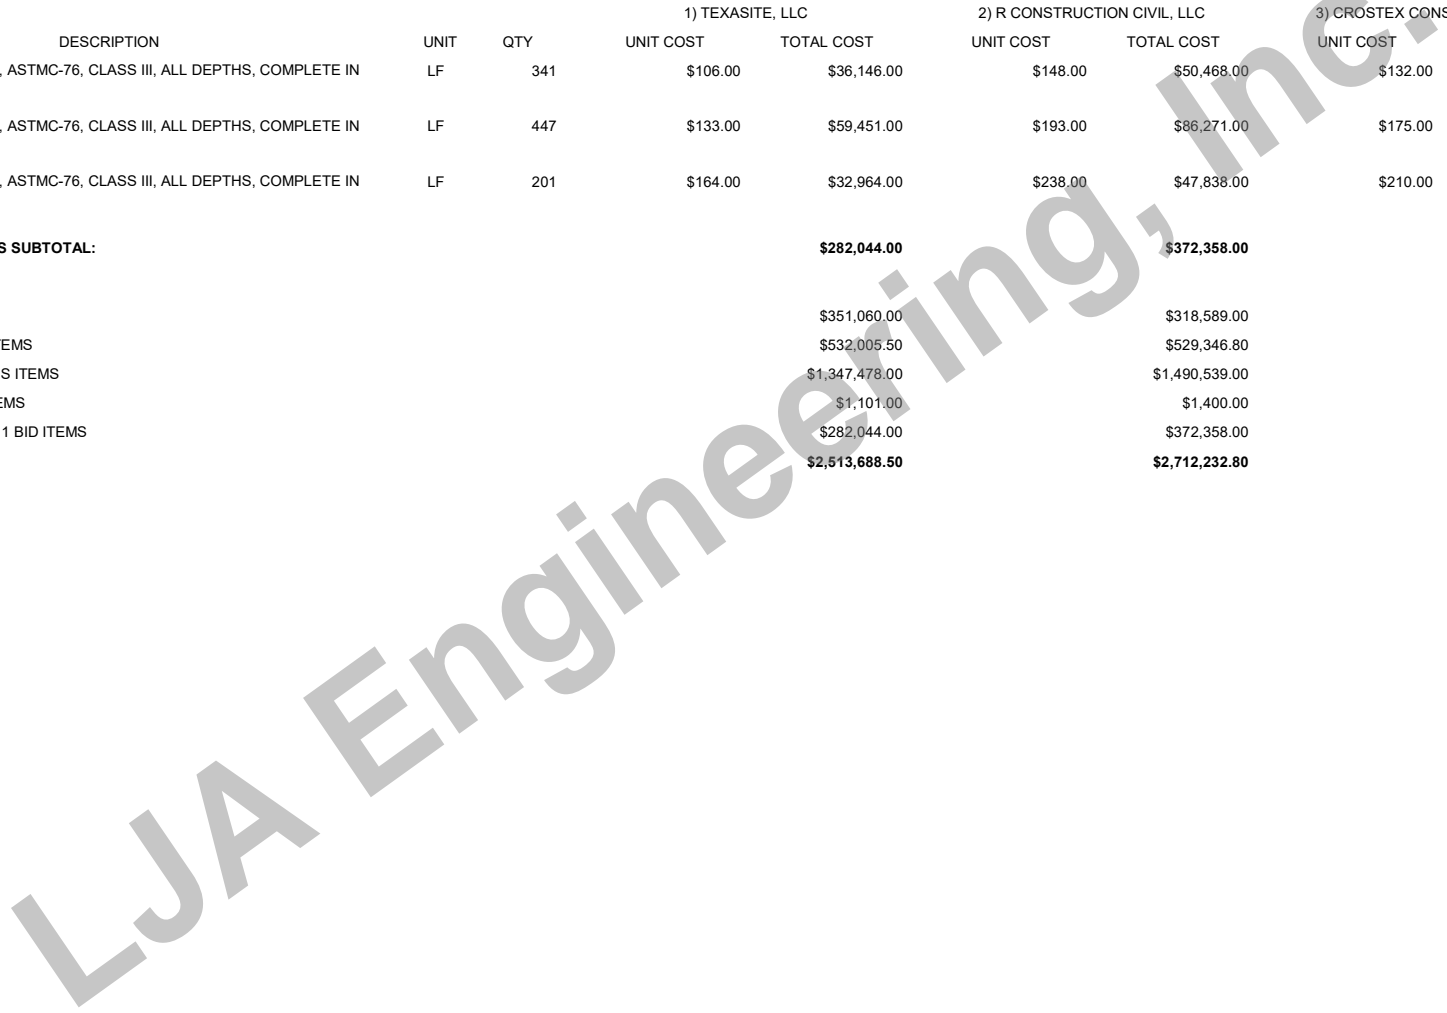 1) TEXASITE, LLC 2) R CONSTRUCTION CIVIL, LLC 3) CROSTEX CONS
DESCRIPTION UNIT QTY UNIT COST TOTAL COST UNIT COST TOTAL COST UNIT COST
, ASTMC-76, CLASS III, ALL DEPTHS, COMPLETE IN LF 341 $106.00 $36,146.00 $148.00 $50,468.00 $132.00
, ASTMC-76, CLASS III, ALL DEPTHS, COMPLETE IN LF 447 $133.00 $59,451.00 $193.00 $86,271.00 $175.00
, ASTMC-76, CLASS III, ALL DEPTHS, COMPLETE IN LF 201 $164.00 $32,964.00 $238.00 $47,838.00 $210.00
S SUBTOTAL: $282,044.00 $372,358.00
$351,060.00 $318,589.00
EMS $532,005.50 $529,346.80
S ITEMS $1,347,478.00 $1,490,539.00
EMS $1,101.00 $1,400.00
1 BID ITEMS $282,044.00 $372,358.00
$2,513,688.50 $2,712,232.80
LJA Engineering, Inc.